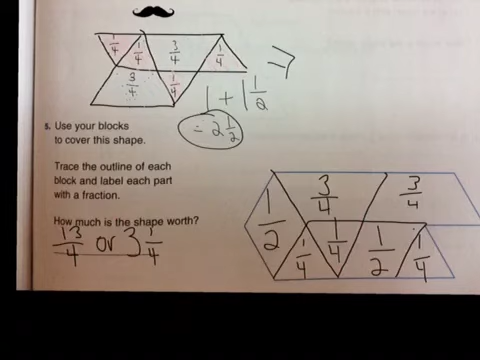 1/4 1/4 3/4 1/4
3/4 1/4
1 + 1 1/2
= 2 1/2
5. Use your blocks
to cover this shape.
Trace the outline of each
block and label each part
with a fraction.
How much is the shape worth?
13/4 or 3 1/4
1/2 3/4 3/4
1/4 1/4 1/2 1/4